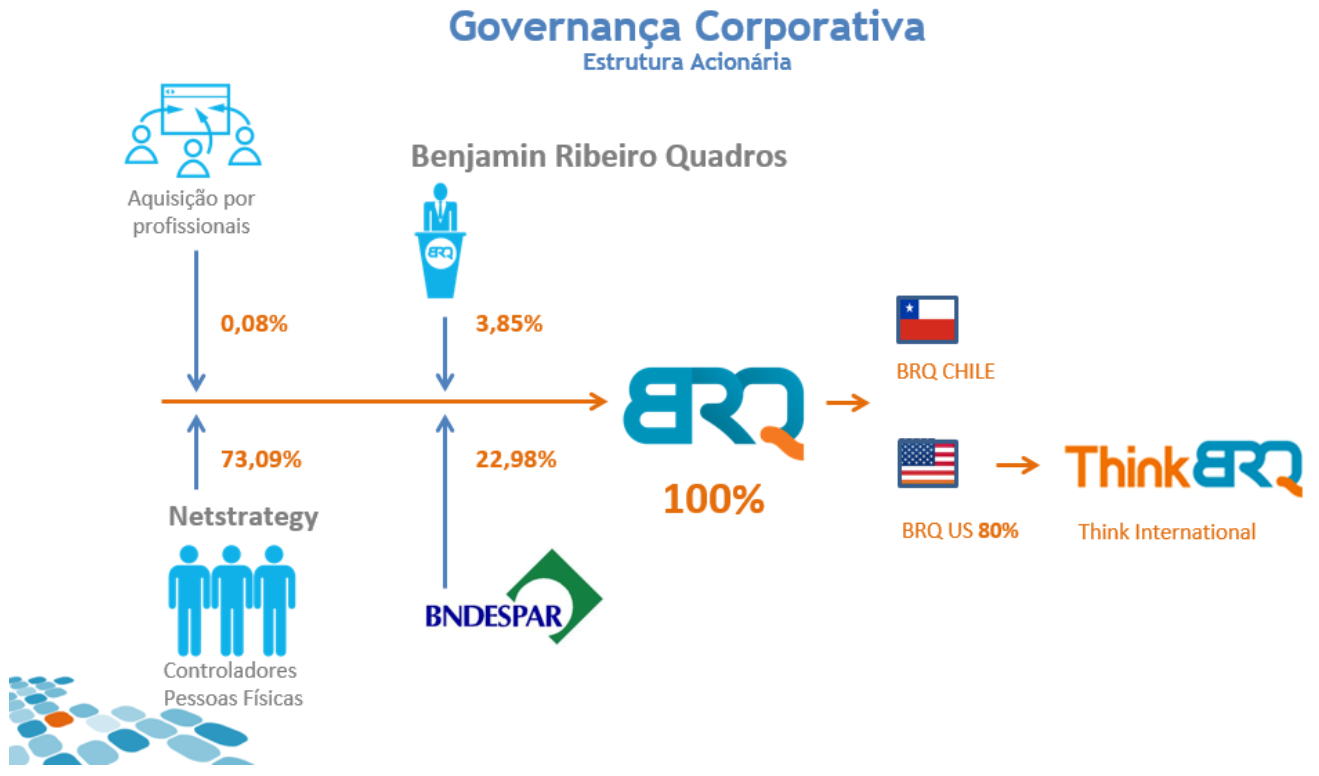 Governança Corporativa
Estrutura Acionária
Aquisição por
profissionais
Benjamin Ribeiro Quadros
BRQ
0,08%
3,85%
BRQ CHILE
BRQ
100%
73,09%
22,98%
Netstrategy
BNDESPAR
Controladores
Pessoas Físicas
BRQ US 80%
ThinkBRQ
Think International